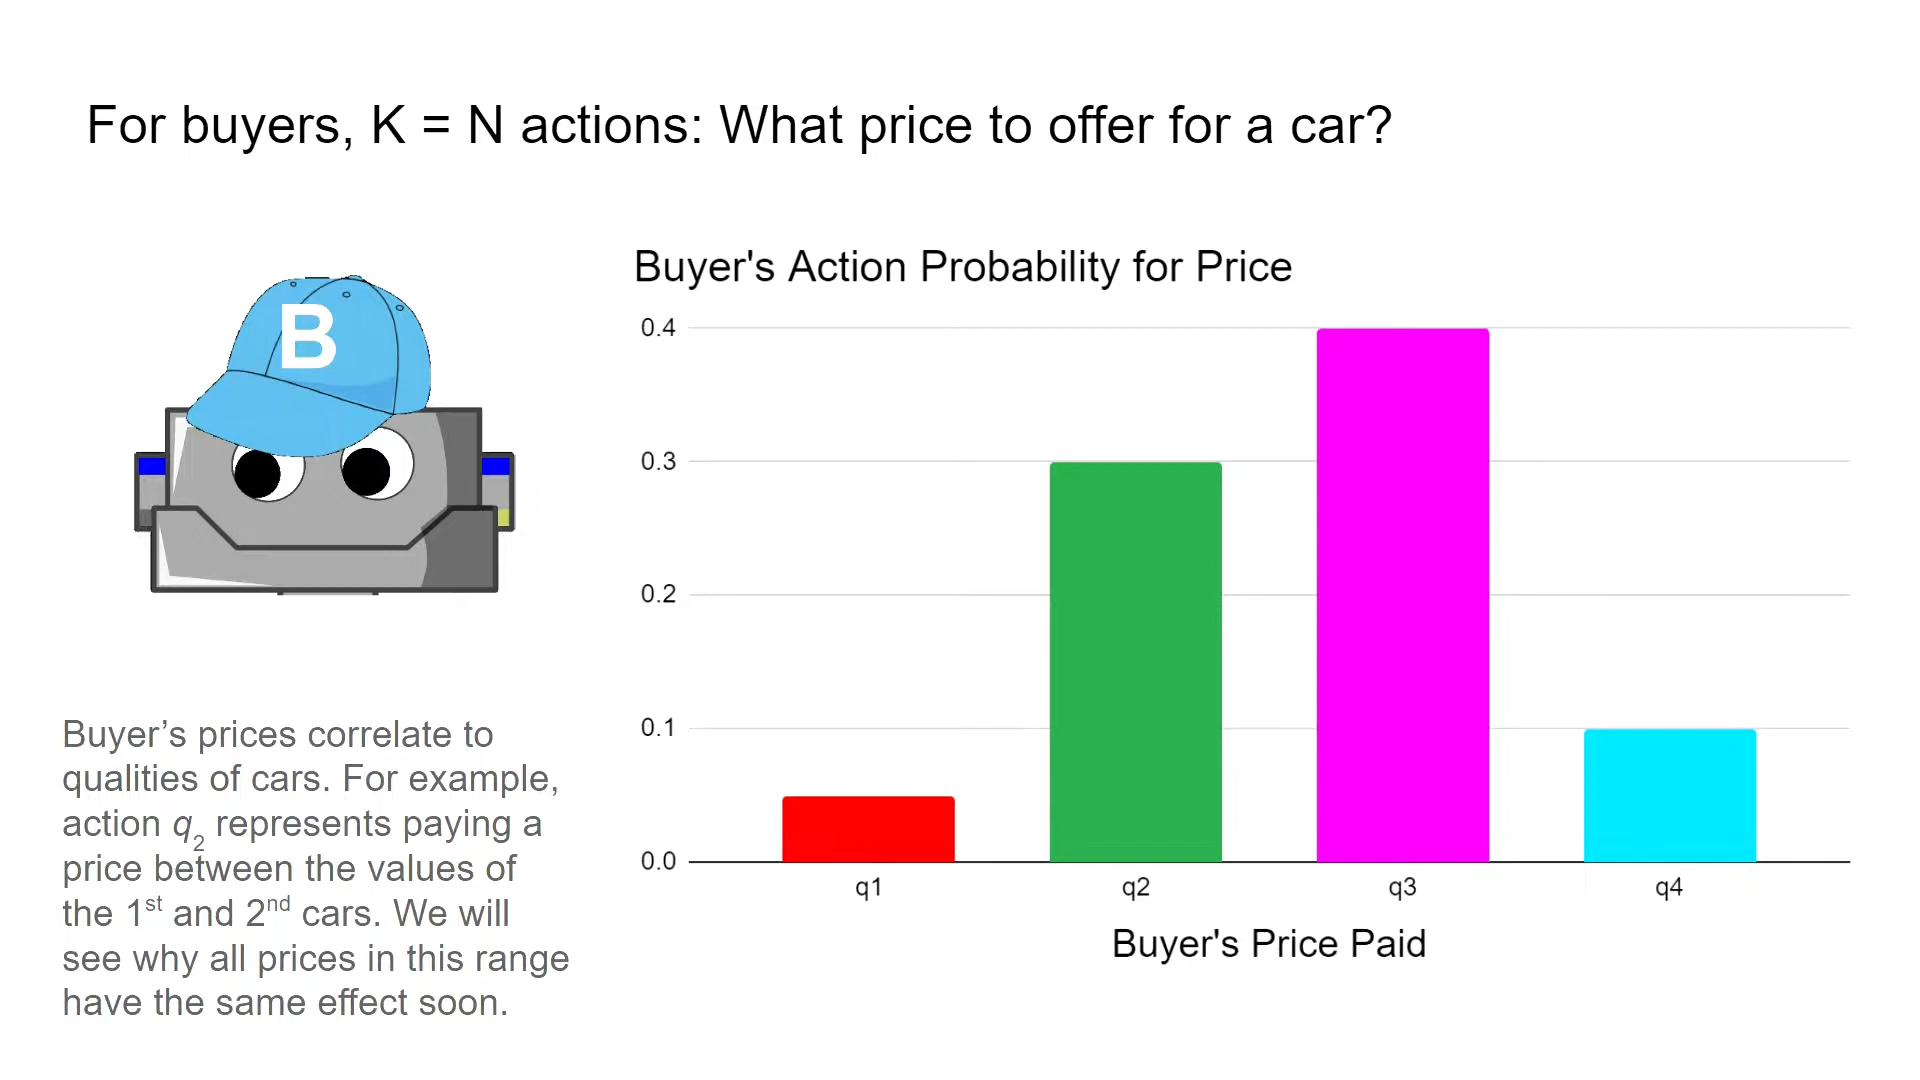 For buyers, K = N actions: What price to offer for a car?
B
Buyer's Action Probability for Price
0.4
0.3
0.2
0.1
0.0
q1 q2 q3 q4
Buyer's Price Paid
Buyer’s prices correlate to
qualities of cars. For example,
action q2 represents paying a
price between the values of
the 1st and 2nd cars. We will
see why all prices in this range
have the same effect soon.